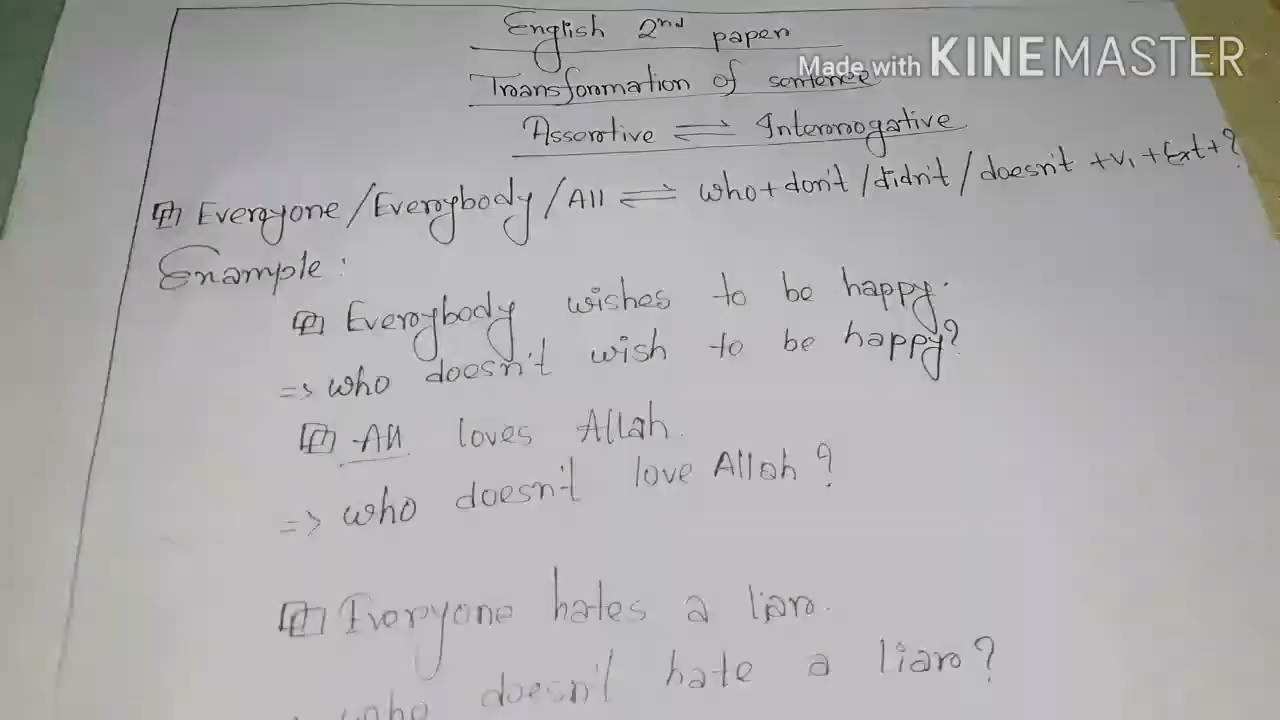 English 2nd paper
Made with KINEMASTER
Transformation of sentence
Assertive ⇌ Interrogative
Everyone/Everybody/All ⇌ who+don't/didn't/doesn't +V₁+Ext+?
Example:
Everybody wishes to be happy.
=> who doesn't wish to be happy?
All loves Allah.
=> who doesn't love Allah?
Everyone hates a liar.
who doesn't hate a liar?